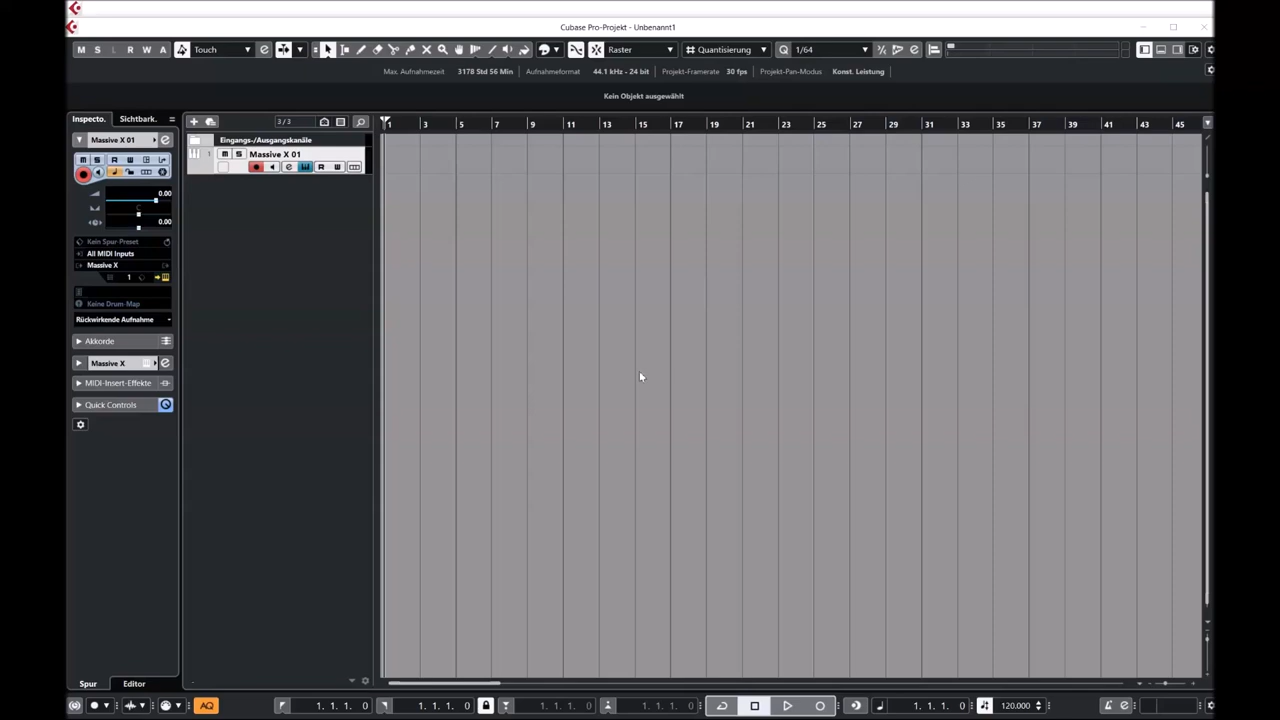 Cubase Pro-Projekt - Unbenannt1
M S L R W A Touch Raster Quantisierung 1/64
Max. Aufnahmezeit 3178 Std 56 Min Aufnahmeformat 44.1 kHz - 24 bit Projekt-Framerate 30 fps Projekt-Pan-Modus Konst. Leistung
Kein Objekt ausgewählt
Inspecto. Sichtbark. 3/3 1 3 5 7 9 11 13 15 17 19 21 23 25 27 29 31 33 35 37 39 41 43 45
Massive X 01
Eingangs-/Ausgangskanäle
1 m S Massive X 01
R W
0.00
C
0.00
Kein Spur Preset
All MIDI Inputs
Massive X
1
Keine Drum-Map
Rückwirkende Aufnahme
Akkorde
Massive X
MIDI-Insert-Effekte
Quick Controls
Spur Editor
AQ 1. 1. 1. 0 1. 1. 1. 0 1. 1. 1. 0 1. 1. 1. 0 1. 1. 1. 0 120.000